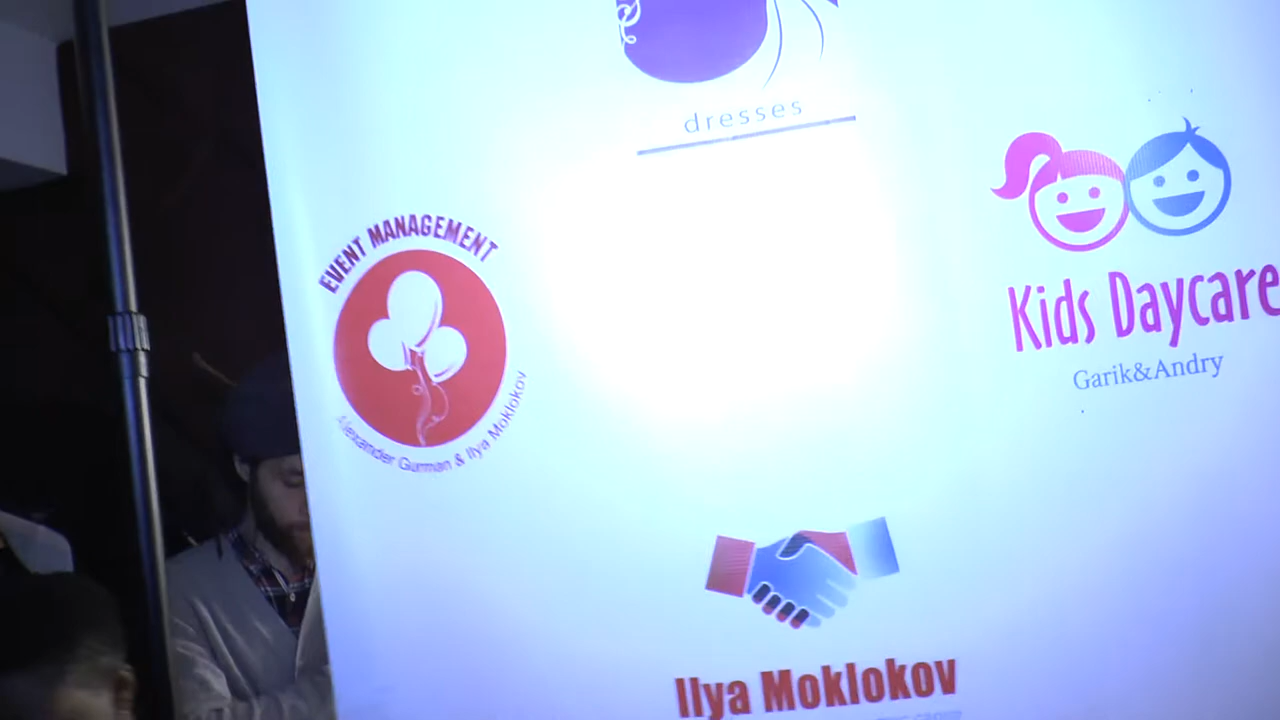 dresses
EVENT MANAGEMENT
Alexander Gurman & Ilya Moklokov
Kids Daycare
Garik&Andry
Ilya Moklokov